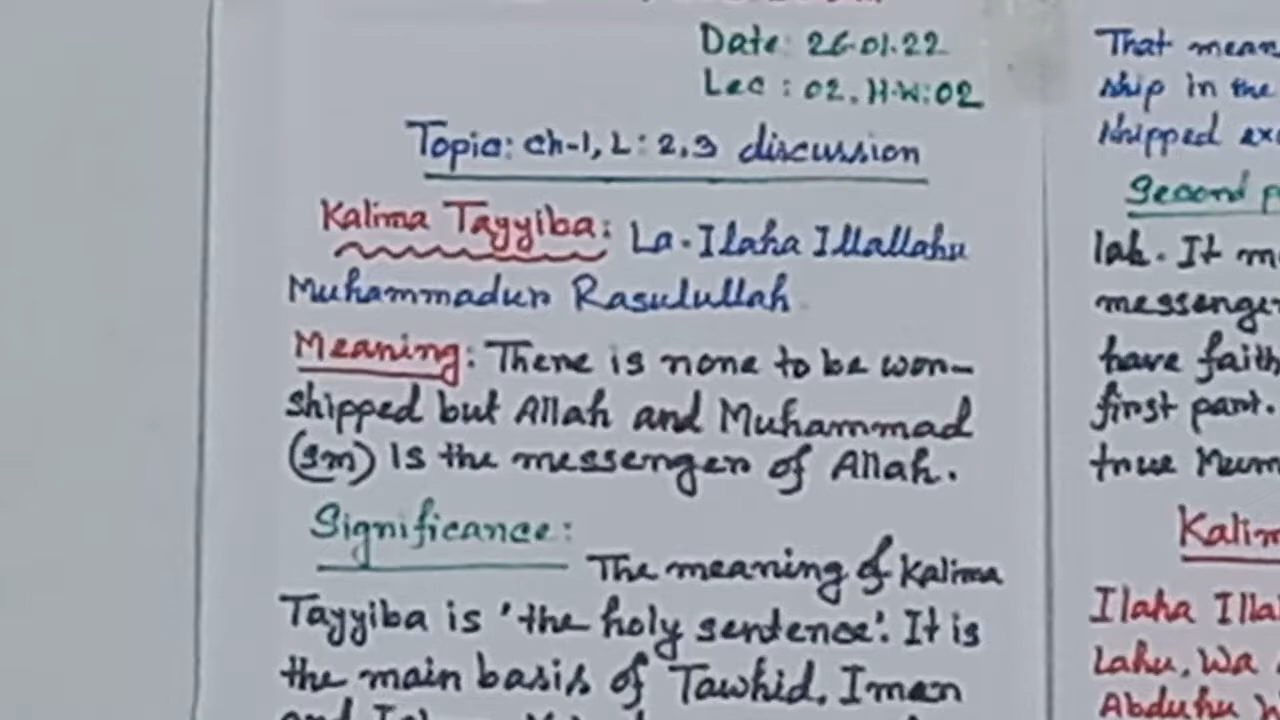 Date: 26.01.22
Lec : 02, H.W:02
Topic: ch-1, L: 2,3 discussion
Kalima Tayyiba: La-Ilaha Illallahu
Muhammadur Rasulullah
Meaning: There is none to be wor-
shipped but Allah and Muhammad
(sm) Is the messenger of Allah.
Significance:
The meaning of Kalima
Tayyiba is 'the holy sentence'. It is
the main basis of Tawhid, Iman
and
That mean
ship in the
shipped ex
Second p
lah. It m
messenger
have faith
first part.
true Mum
Kalim
Ilaha Illa
Lahu, Wa
Abduhu W